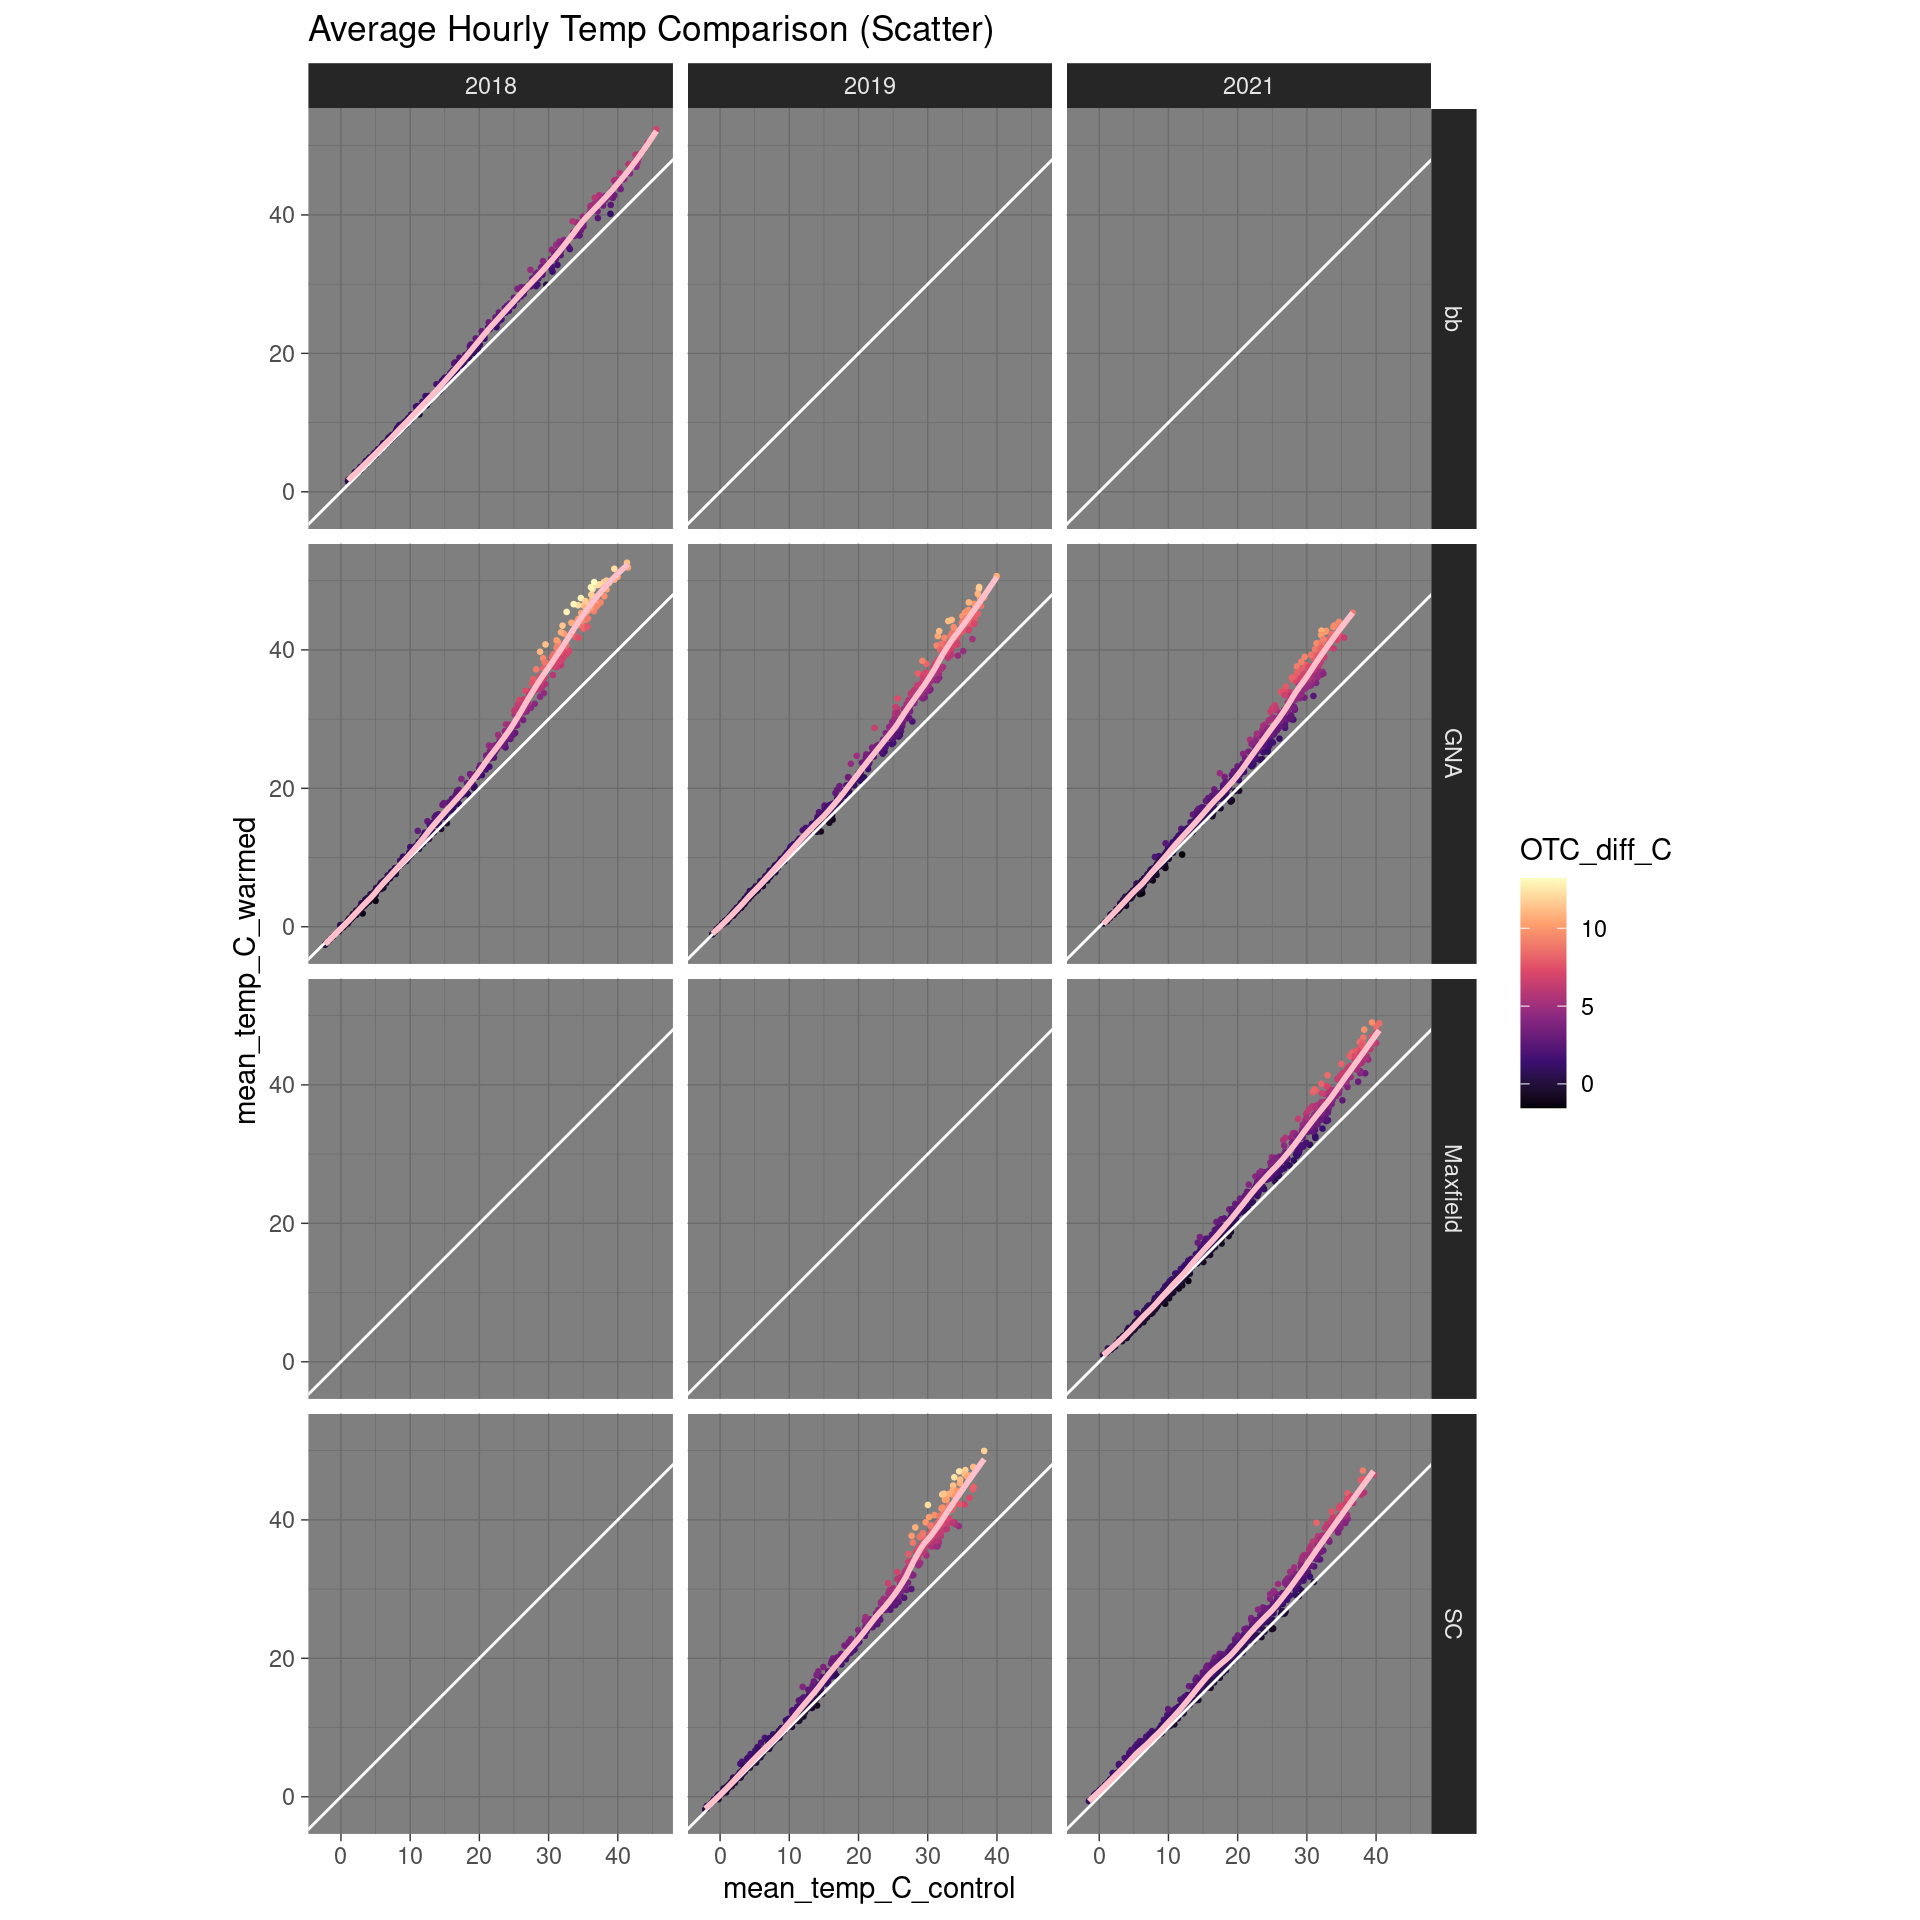 Average Hourly Temp Comparison (Scatter)
2018
2019
2021
bb
GNA
Maxfield
SC
40
20
0
40
20
0
40
20
0
40
20
0
0 10 20 30 40
0 10 20 30 40
0 10 20 30 40
mean_temp_C_control
mean_temp_C_warmed
OTC_diff_C
10
5
0